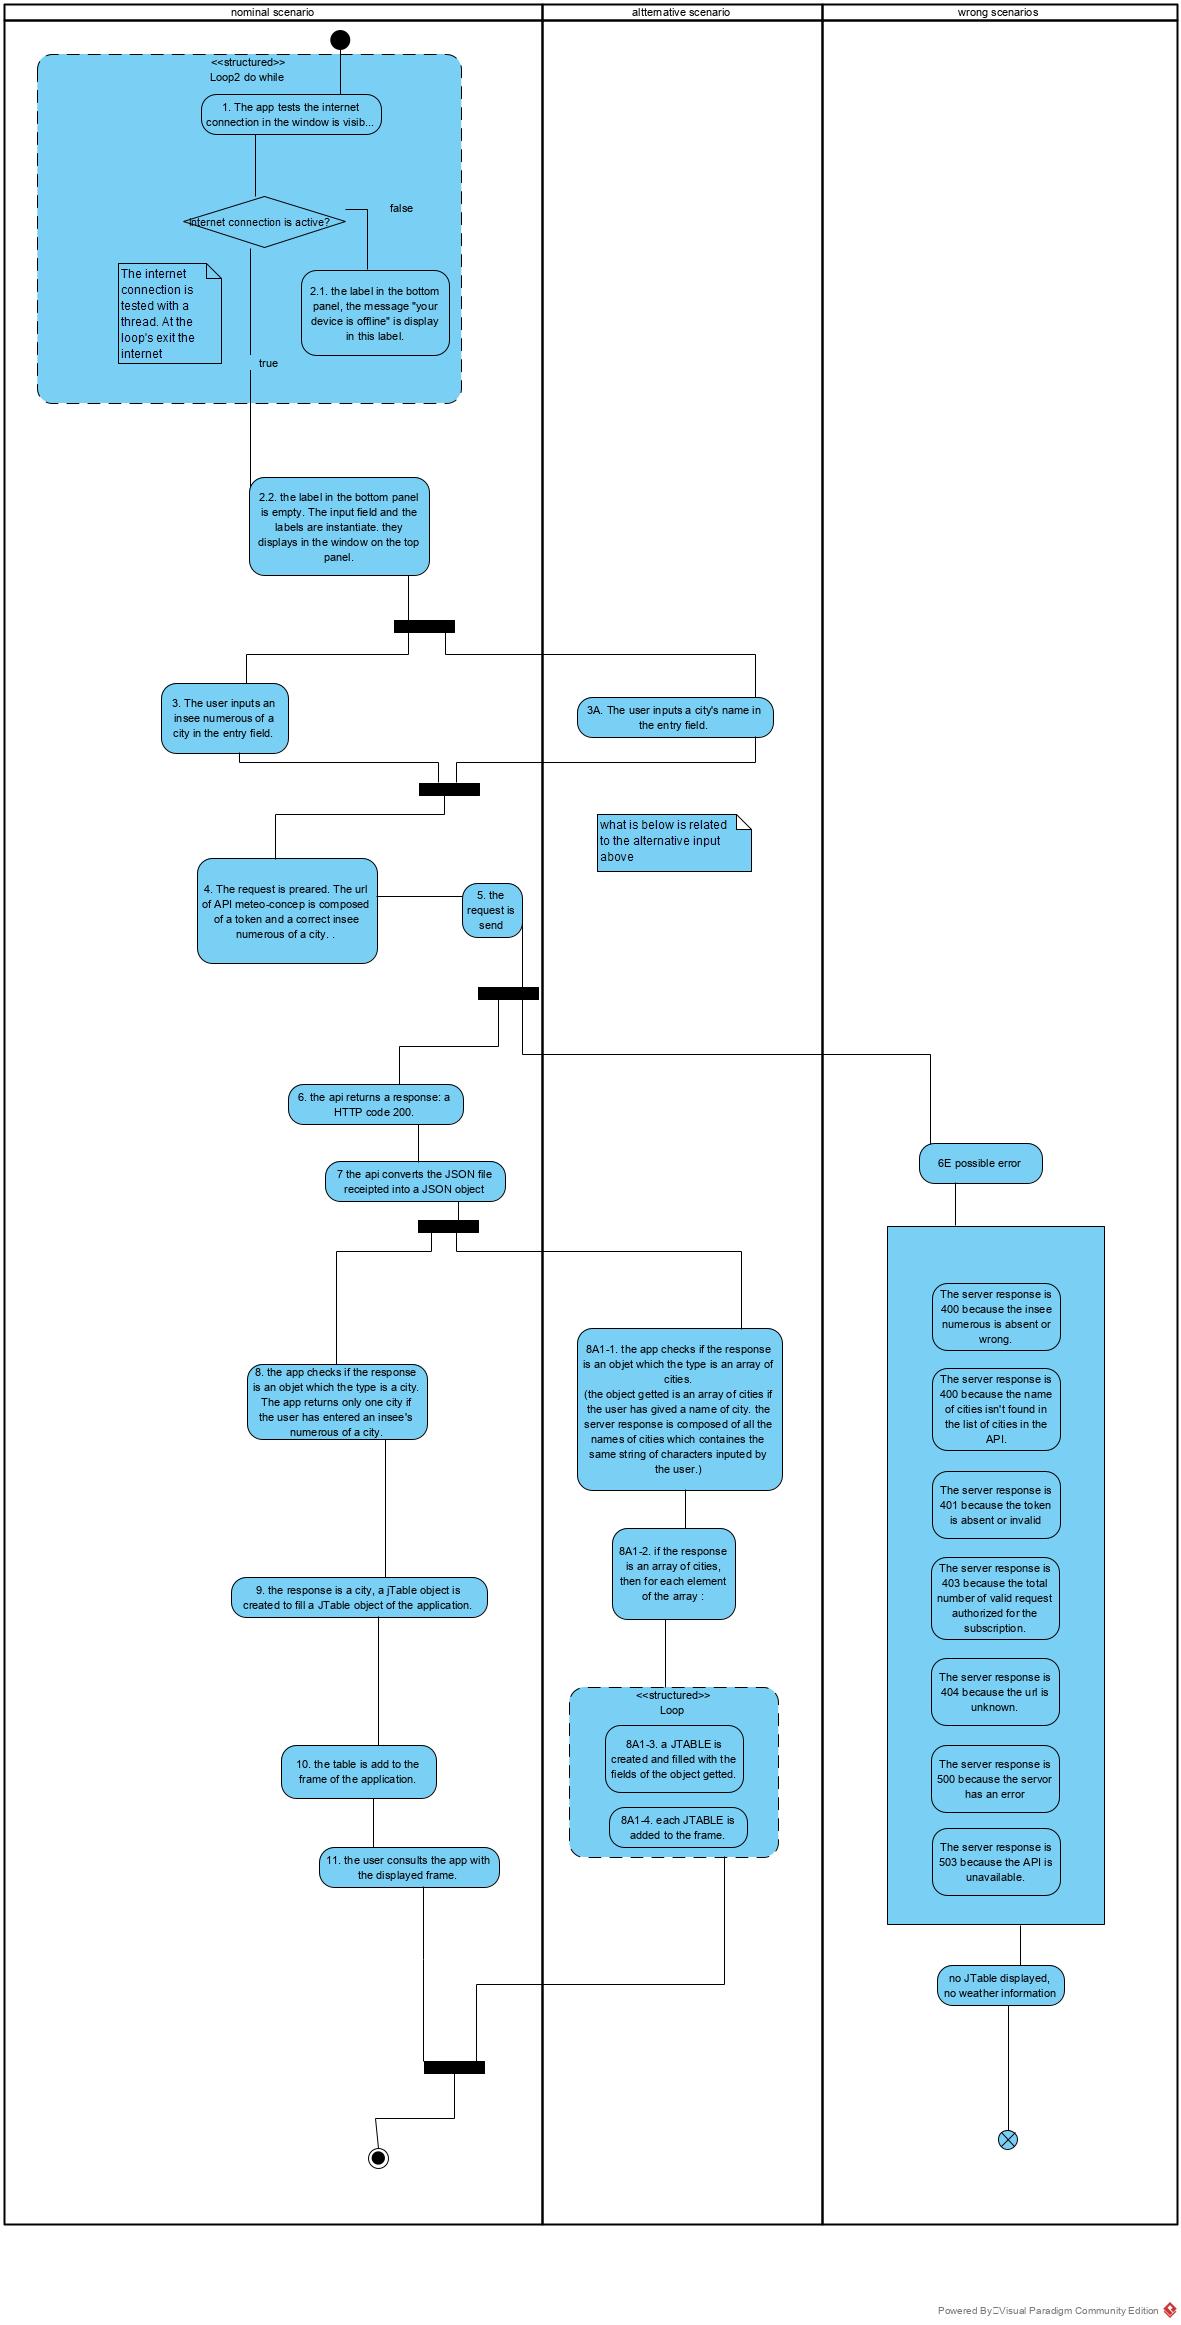 nominal scenario
altternative scenario
wrong scenarios
<<structured>>
Loop2 do while
1. The app tests the internet
connection in the window is visib...
Internet connection is active?
false
The internet
connection is
tested with a
thread. At the
loop's exit the
internet
2.1. the label in the bottom
panel, the message "your
device is offline" is display
in this label.
true
2.2. the label in the bottom panel
is empty. The input field and the
labels are instantiate. they
displays in the window on the top
panel.
3. The user inputs an
insee numerous of a
city in the entry field.
3A. The user inputs a city's name in
the entry field.
what is below is related
to the alternative input
above
4. The request is preared. The url
of API meteo-concep is composed
of a token and a correct insee
numerous of a city. .
5. the
request is
send
6. the api returns a response: a
HTTP code 200.
7 the api converts the JSON file
receipted into a JSON object
6E possible error
The server response is
400 because the insee
numerous is absent or
wrong.
The server response is
400 because the name
of cities isn't found in
the list of cities in the
API.
The server response is
401 because the token
is absent or invalid
The server response is
403 because the total
number of valid request
authorized for the
subscription.
The server response is
404 because the url is
unknown.
The server response is
500 because the servor
has an error
The server response is
503 because the API is
unavailable.
8. the app checks if the response
is an objet which the type is a city.
The app returns only one city if
the user has entered an insee's
numerous of a city.
8A1-1. the app checks if the response
is an objet which the type is an array of
cities.
(the object getted is an array of cities if
the user has gived a name of city. the
server response is composed of all the
names of cities which containes the
same string of characters inputed by
the user.)
8A1-2. if the response
is an array of cities,
then for each element
of the array :
9. the response is a city, a jTable object is
created to fill a JTable object of the application.
<<structured>>
Loop
8A1-3. a JTABLE is
created and filled with the
fields of the object getted.
8A1-4. each JTABLE is
added to the frame.
10. the table is add to the
frame of the application.
11. the user consults the app with
the displayed frame.
no JTable displayed,
no weather information
Powered By Visual Paradigm Community Edition